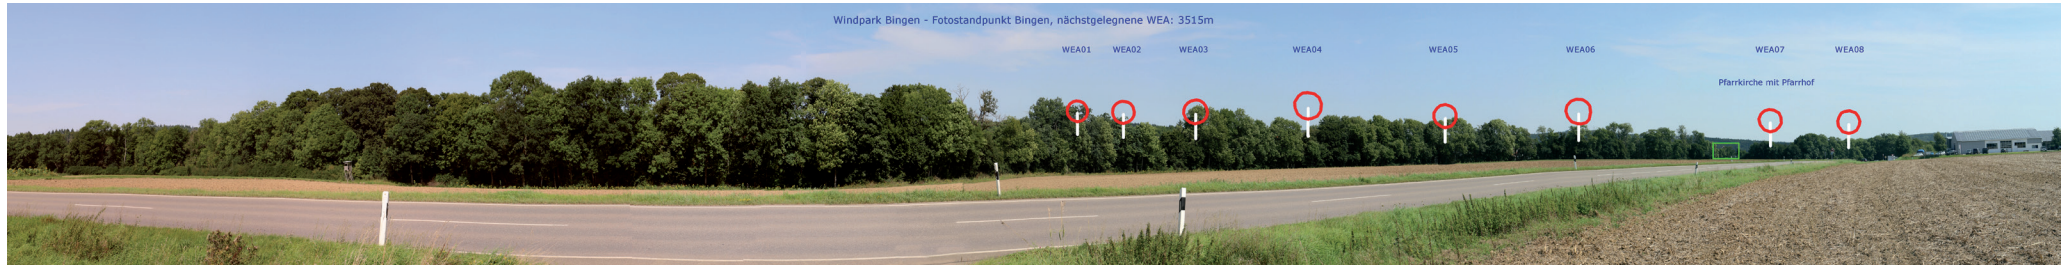 Windpark Bingen - Fotostandpunkt Bingen, nächstgelegnene WEA: 3515m
WEA01 WEA02 WEA03 WEA04 WEA05 WEA06 WEA07 WEA08
Pfarrkirche mit Pfarrhof